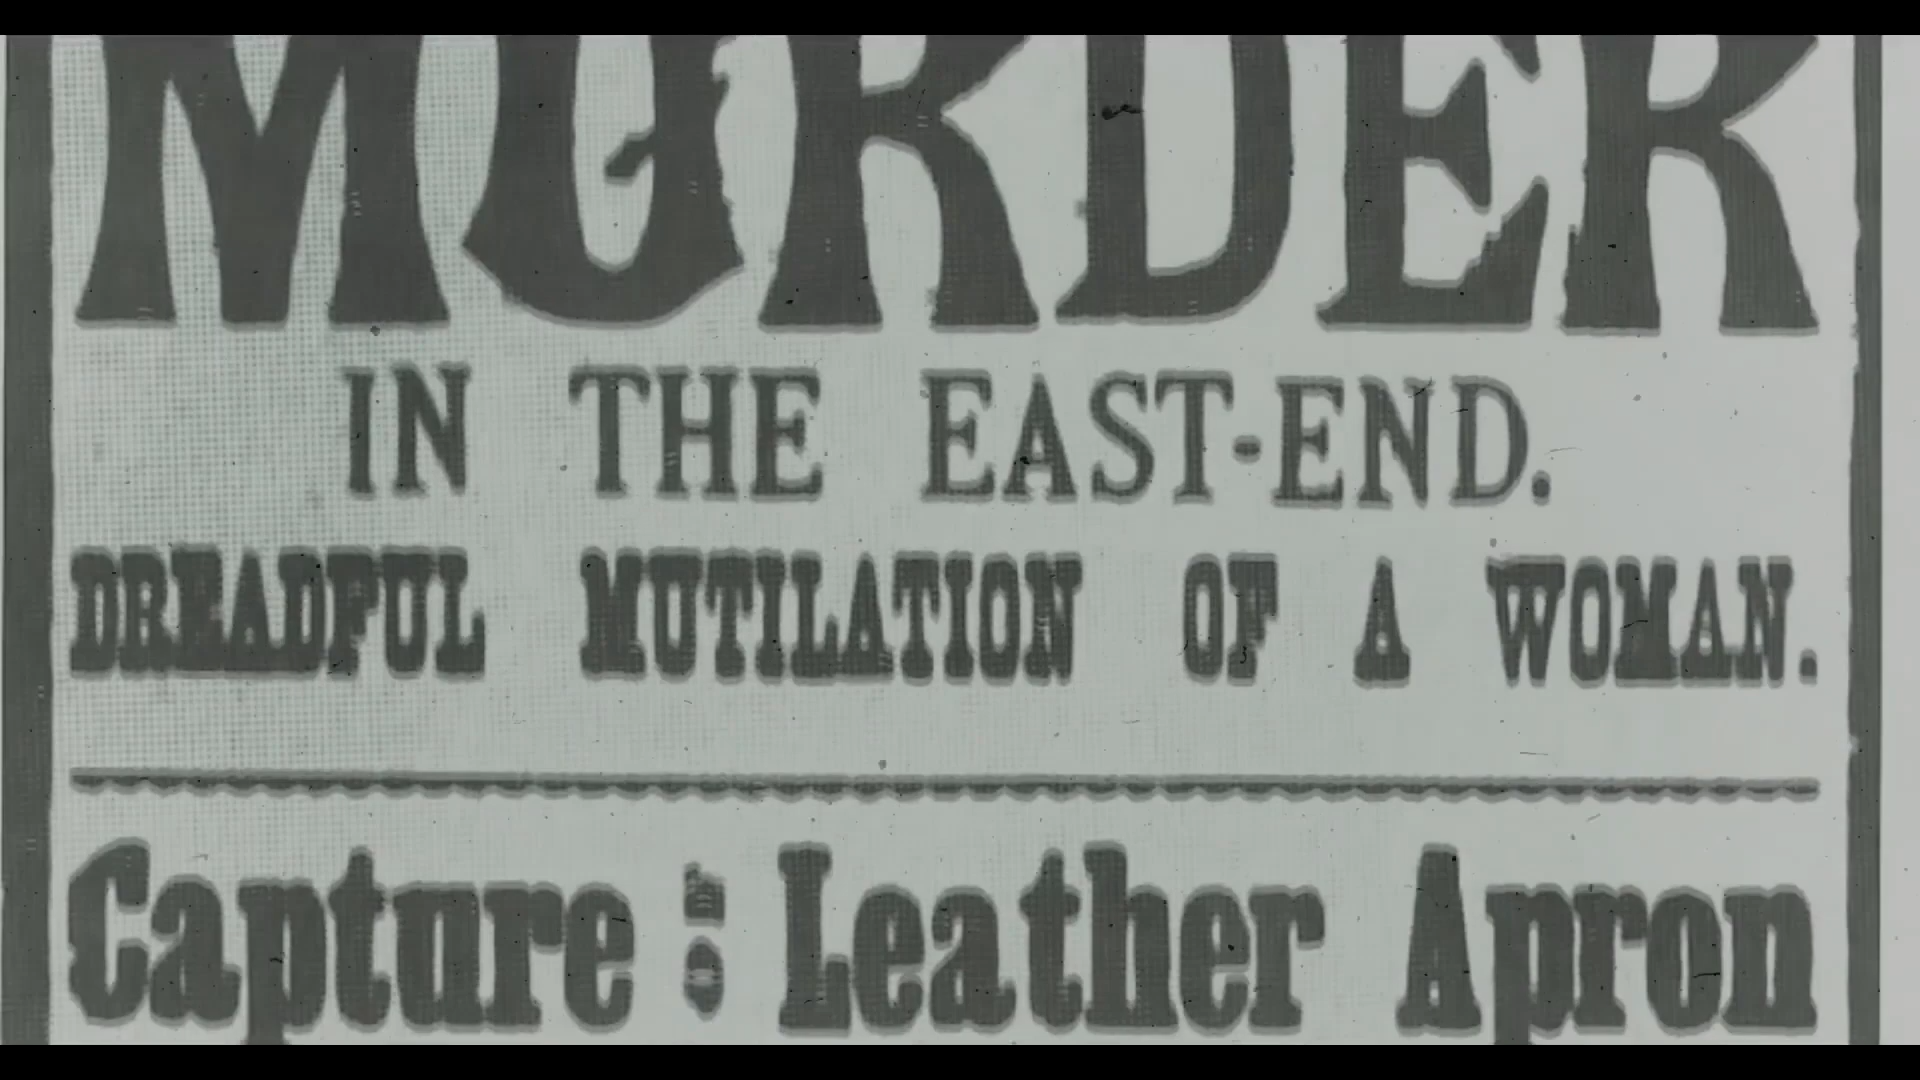 MURDER
IN THE EAST-END.
DREADFUL MUTILATION OF A WOMAN.
Capture : Leather Apron